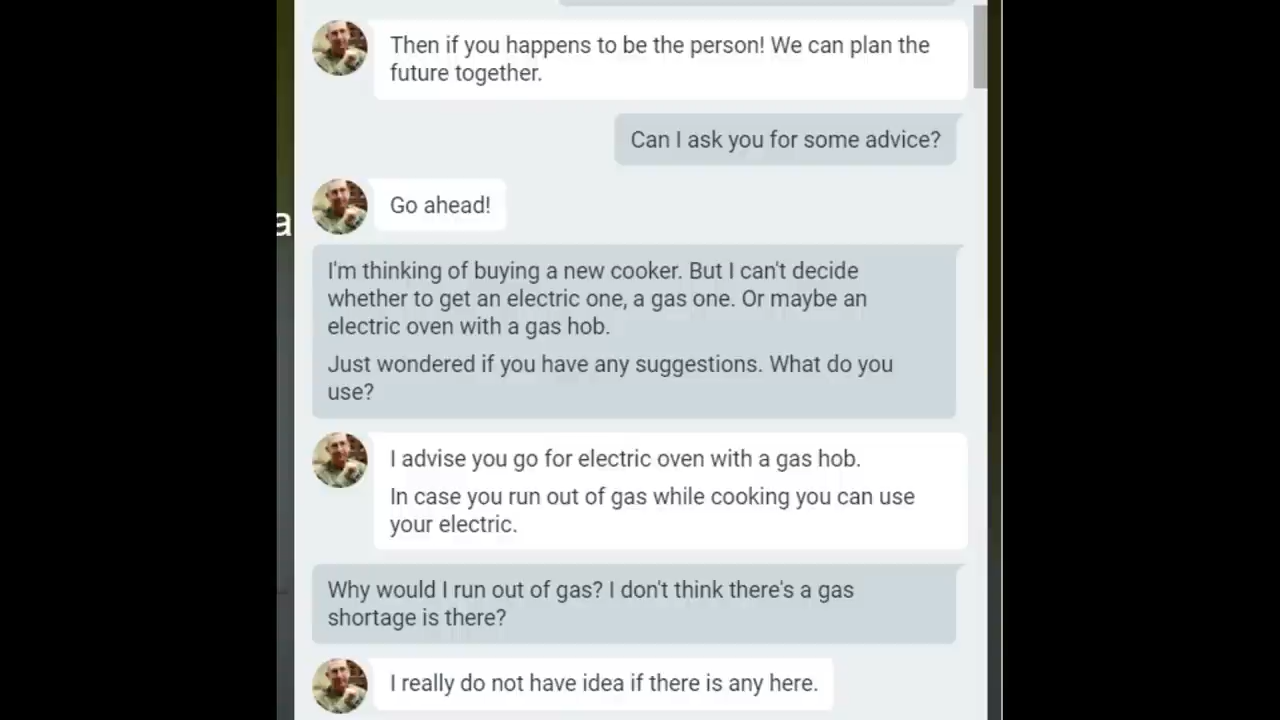 Then if you happens to be the person! We can plan the
future together.
Can I ask you for some advice?
Go ahead!
a
I'm thinking of buying a new cooker. But I can't decide
whether to get an electric one, a gas one. Or maybe an
electric oven with a gas hob.
Just wondered if you have any suggestions. What do you
use?
I advise you go for electric oven with a gas hob.
In case you run out of gas while cooking you can use
your electric.
Why would I run out of gas? I don't think there's a gas
shortage is there?
I really do not have idea if there is any here.